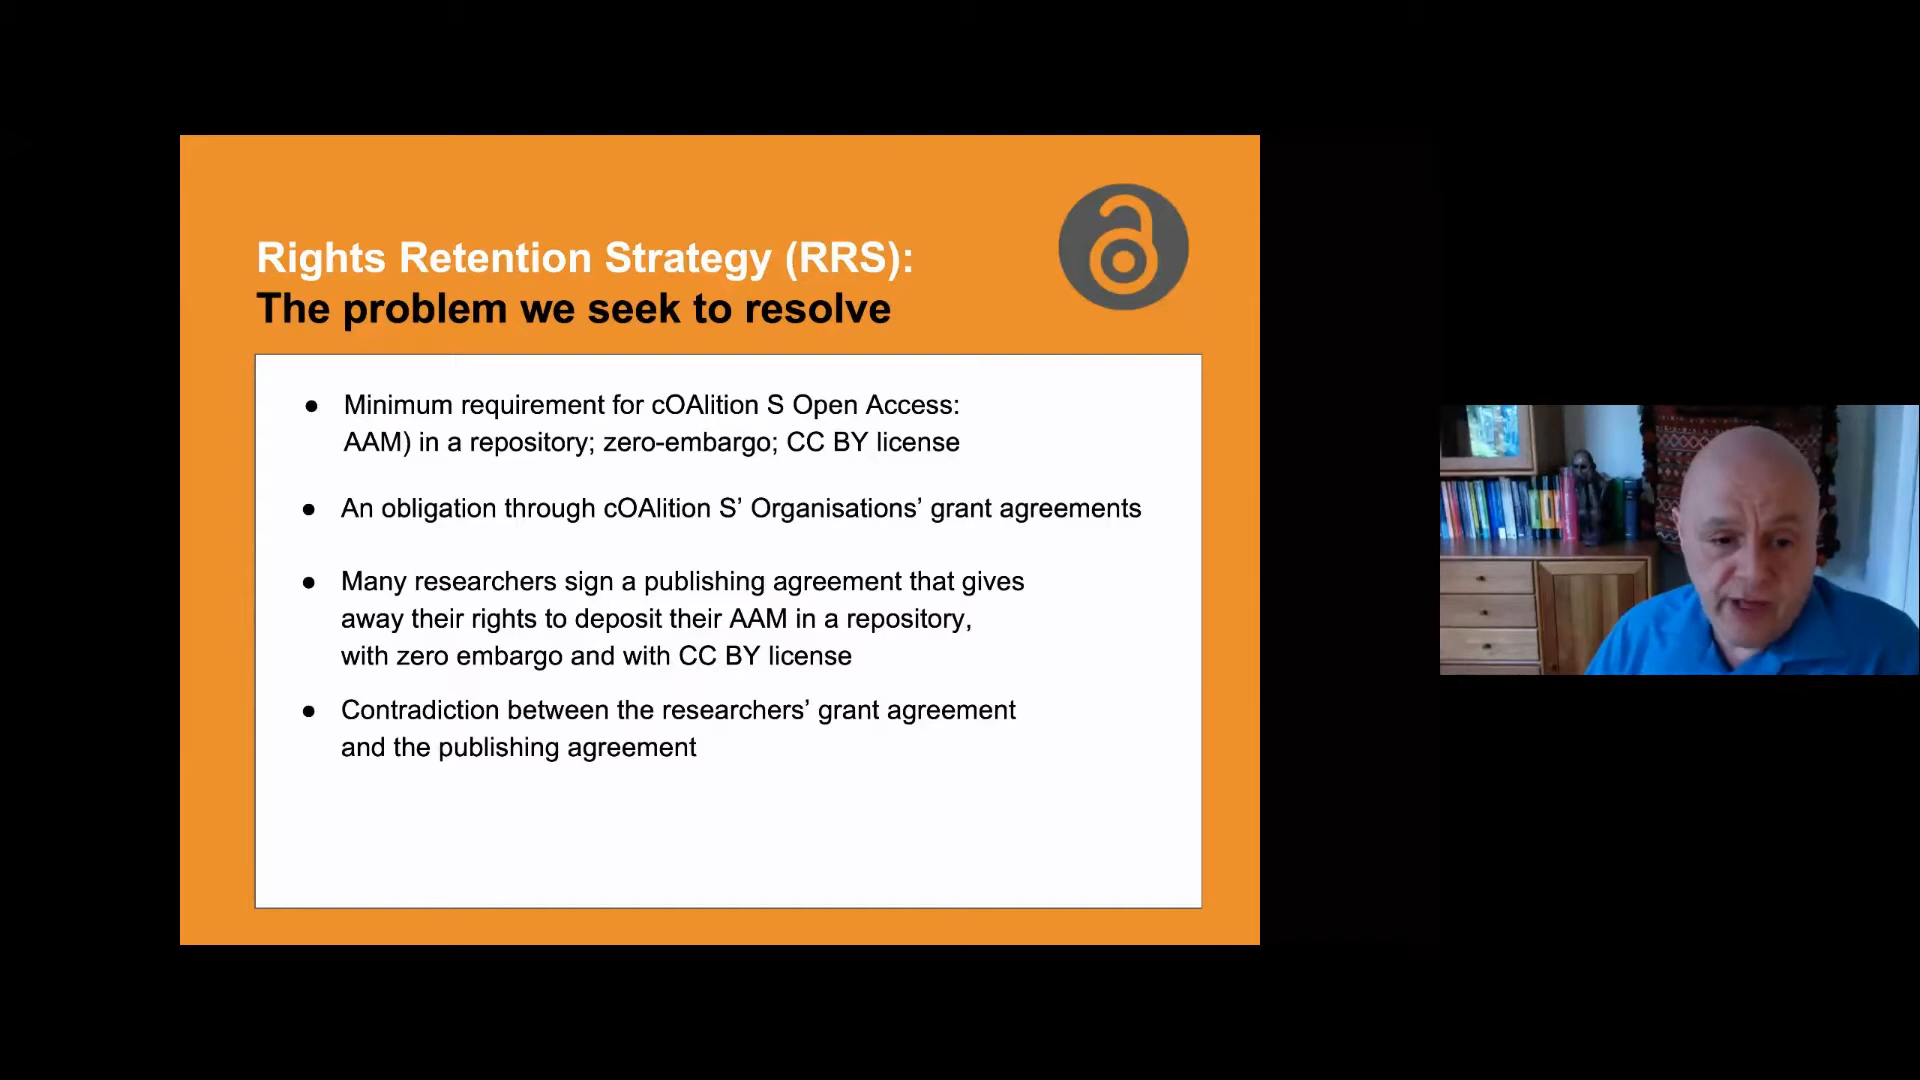 Rights Retention Strategy (RRS):
The problem we seek to resolve
● Minimum requirement for cOAlition S Open Access:
AAM) in a repository; zero-embargo; CC BY license
● An obligation through cOAlition S’ Organisations’ grant agreements
● Many researchers sign a publishing agreement that gives
away their rights to deposit their AAM in a repository,
with zero embargo and with CC BY license
● Contradiction between the researchers’ grant agreement
and the publishing agreement